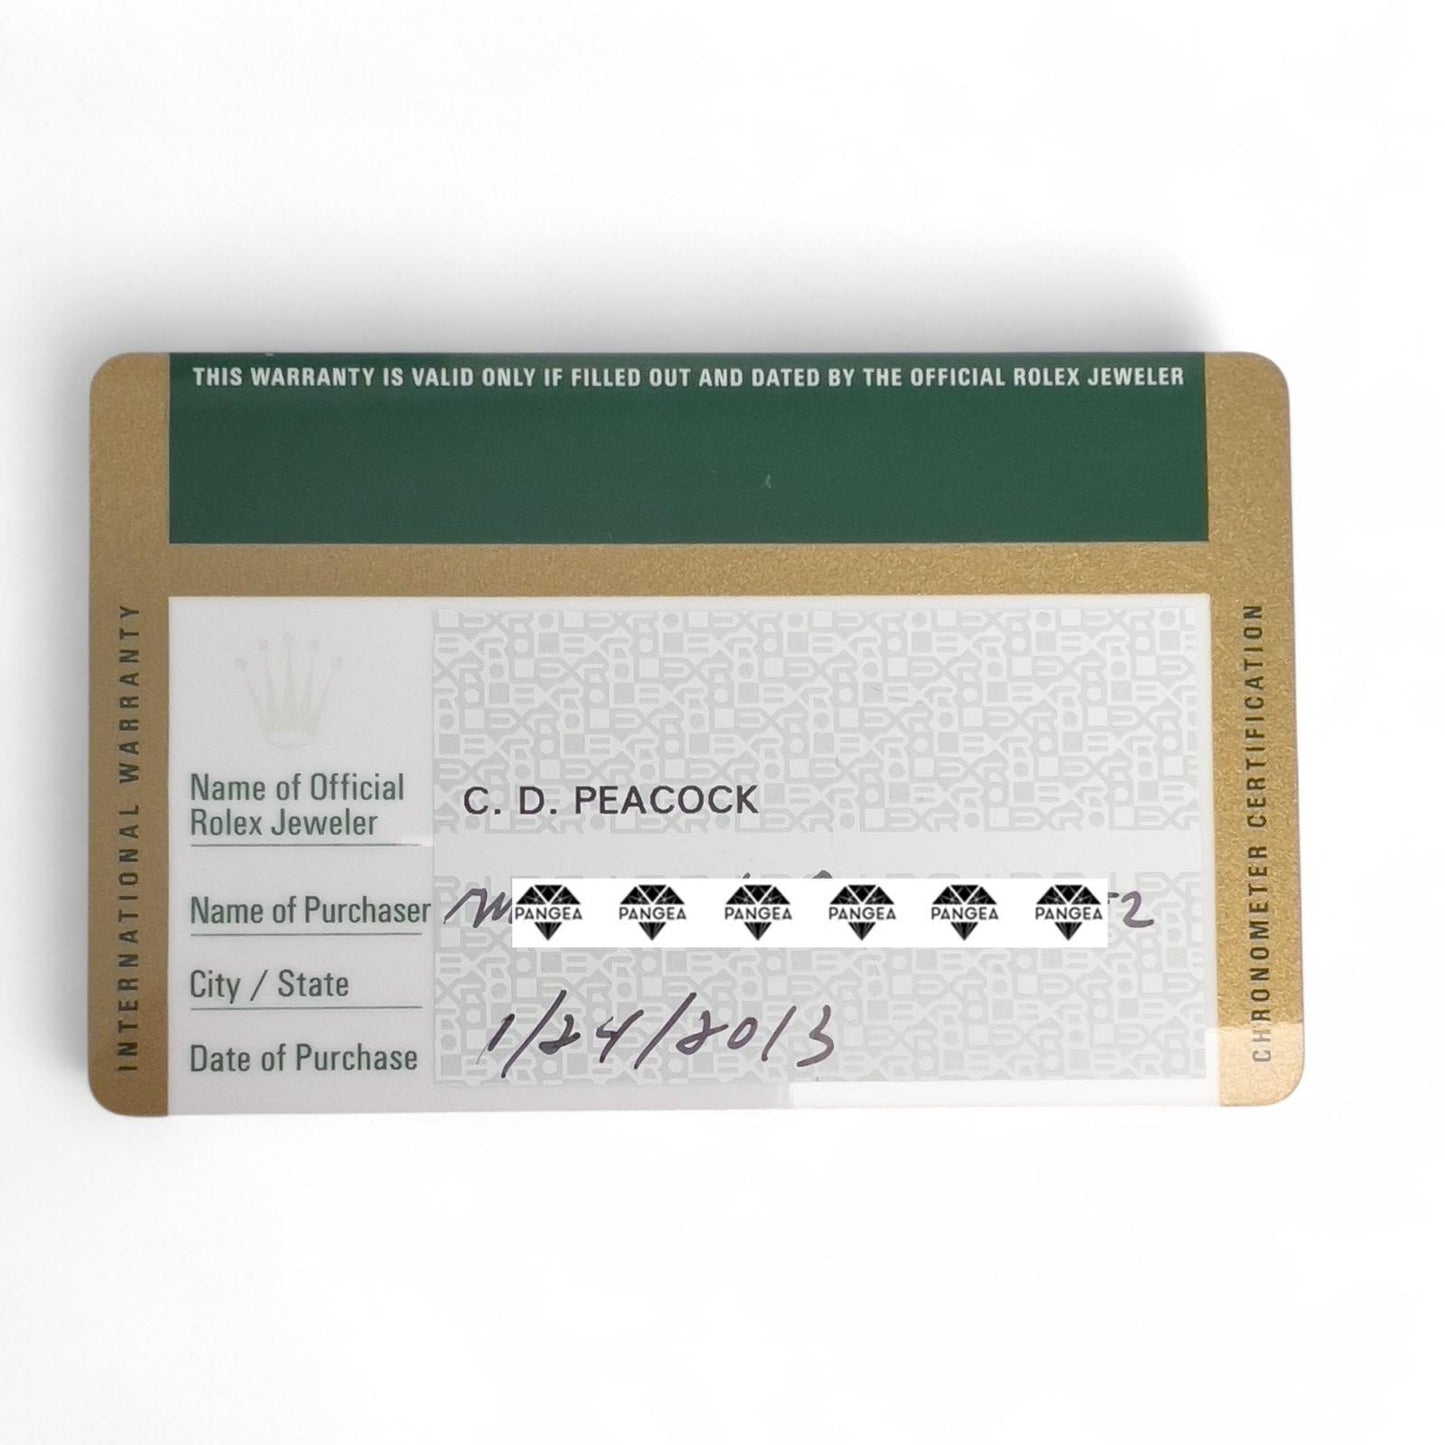 THIS WARRANTY IS VALID ONLY IF FILLED OUT AND DATED BY THE OFFICIAL ROLEX JEWELER
INTERNATIONAL WARRANTY
Name of Official
Rolex Jeweler
C. D. PEACOCK
Name of Purchaser
PANGEA PANGEA PANGEA PANGEA PANGEA PANGEA
City / State
Date of Purchase 1/24/2013
CHRONOMETER CERTIFICATION